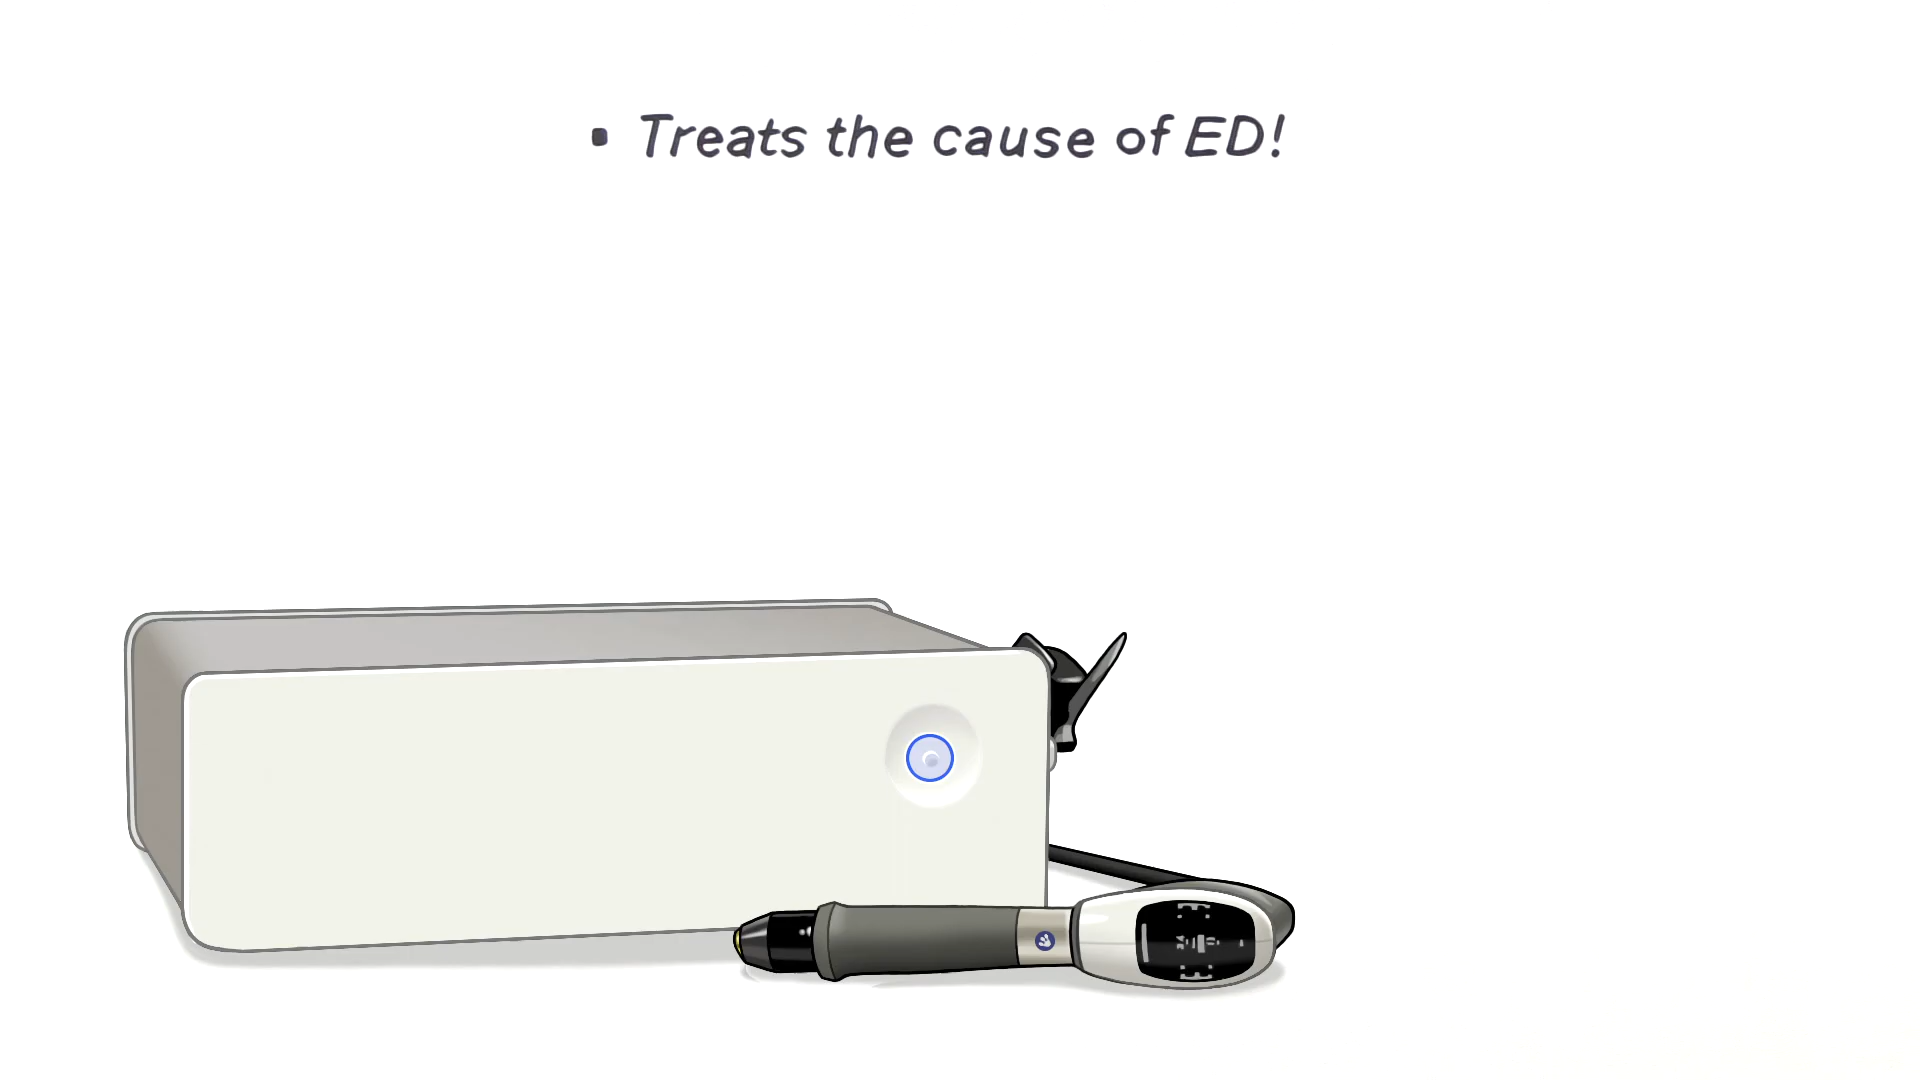 ▪ Treats the cause of ED!